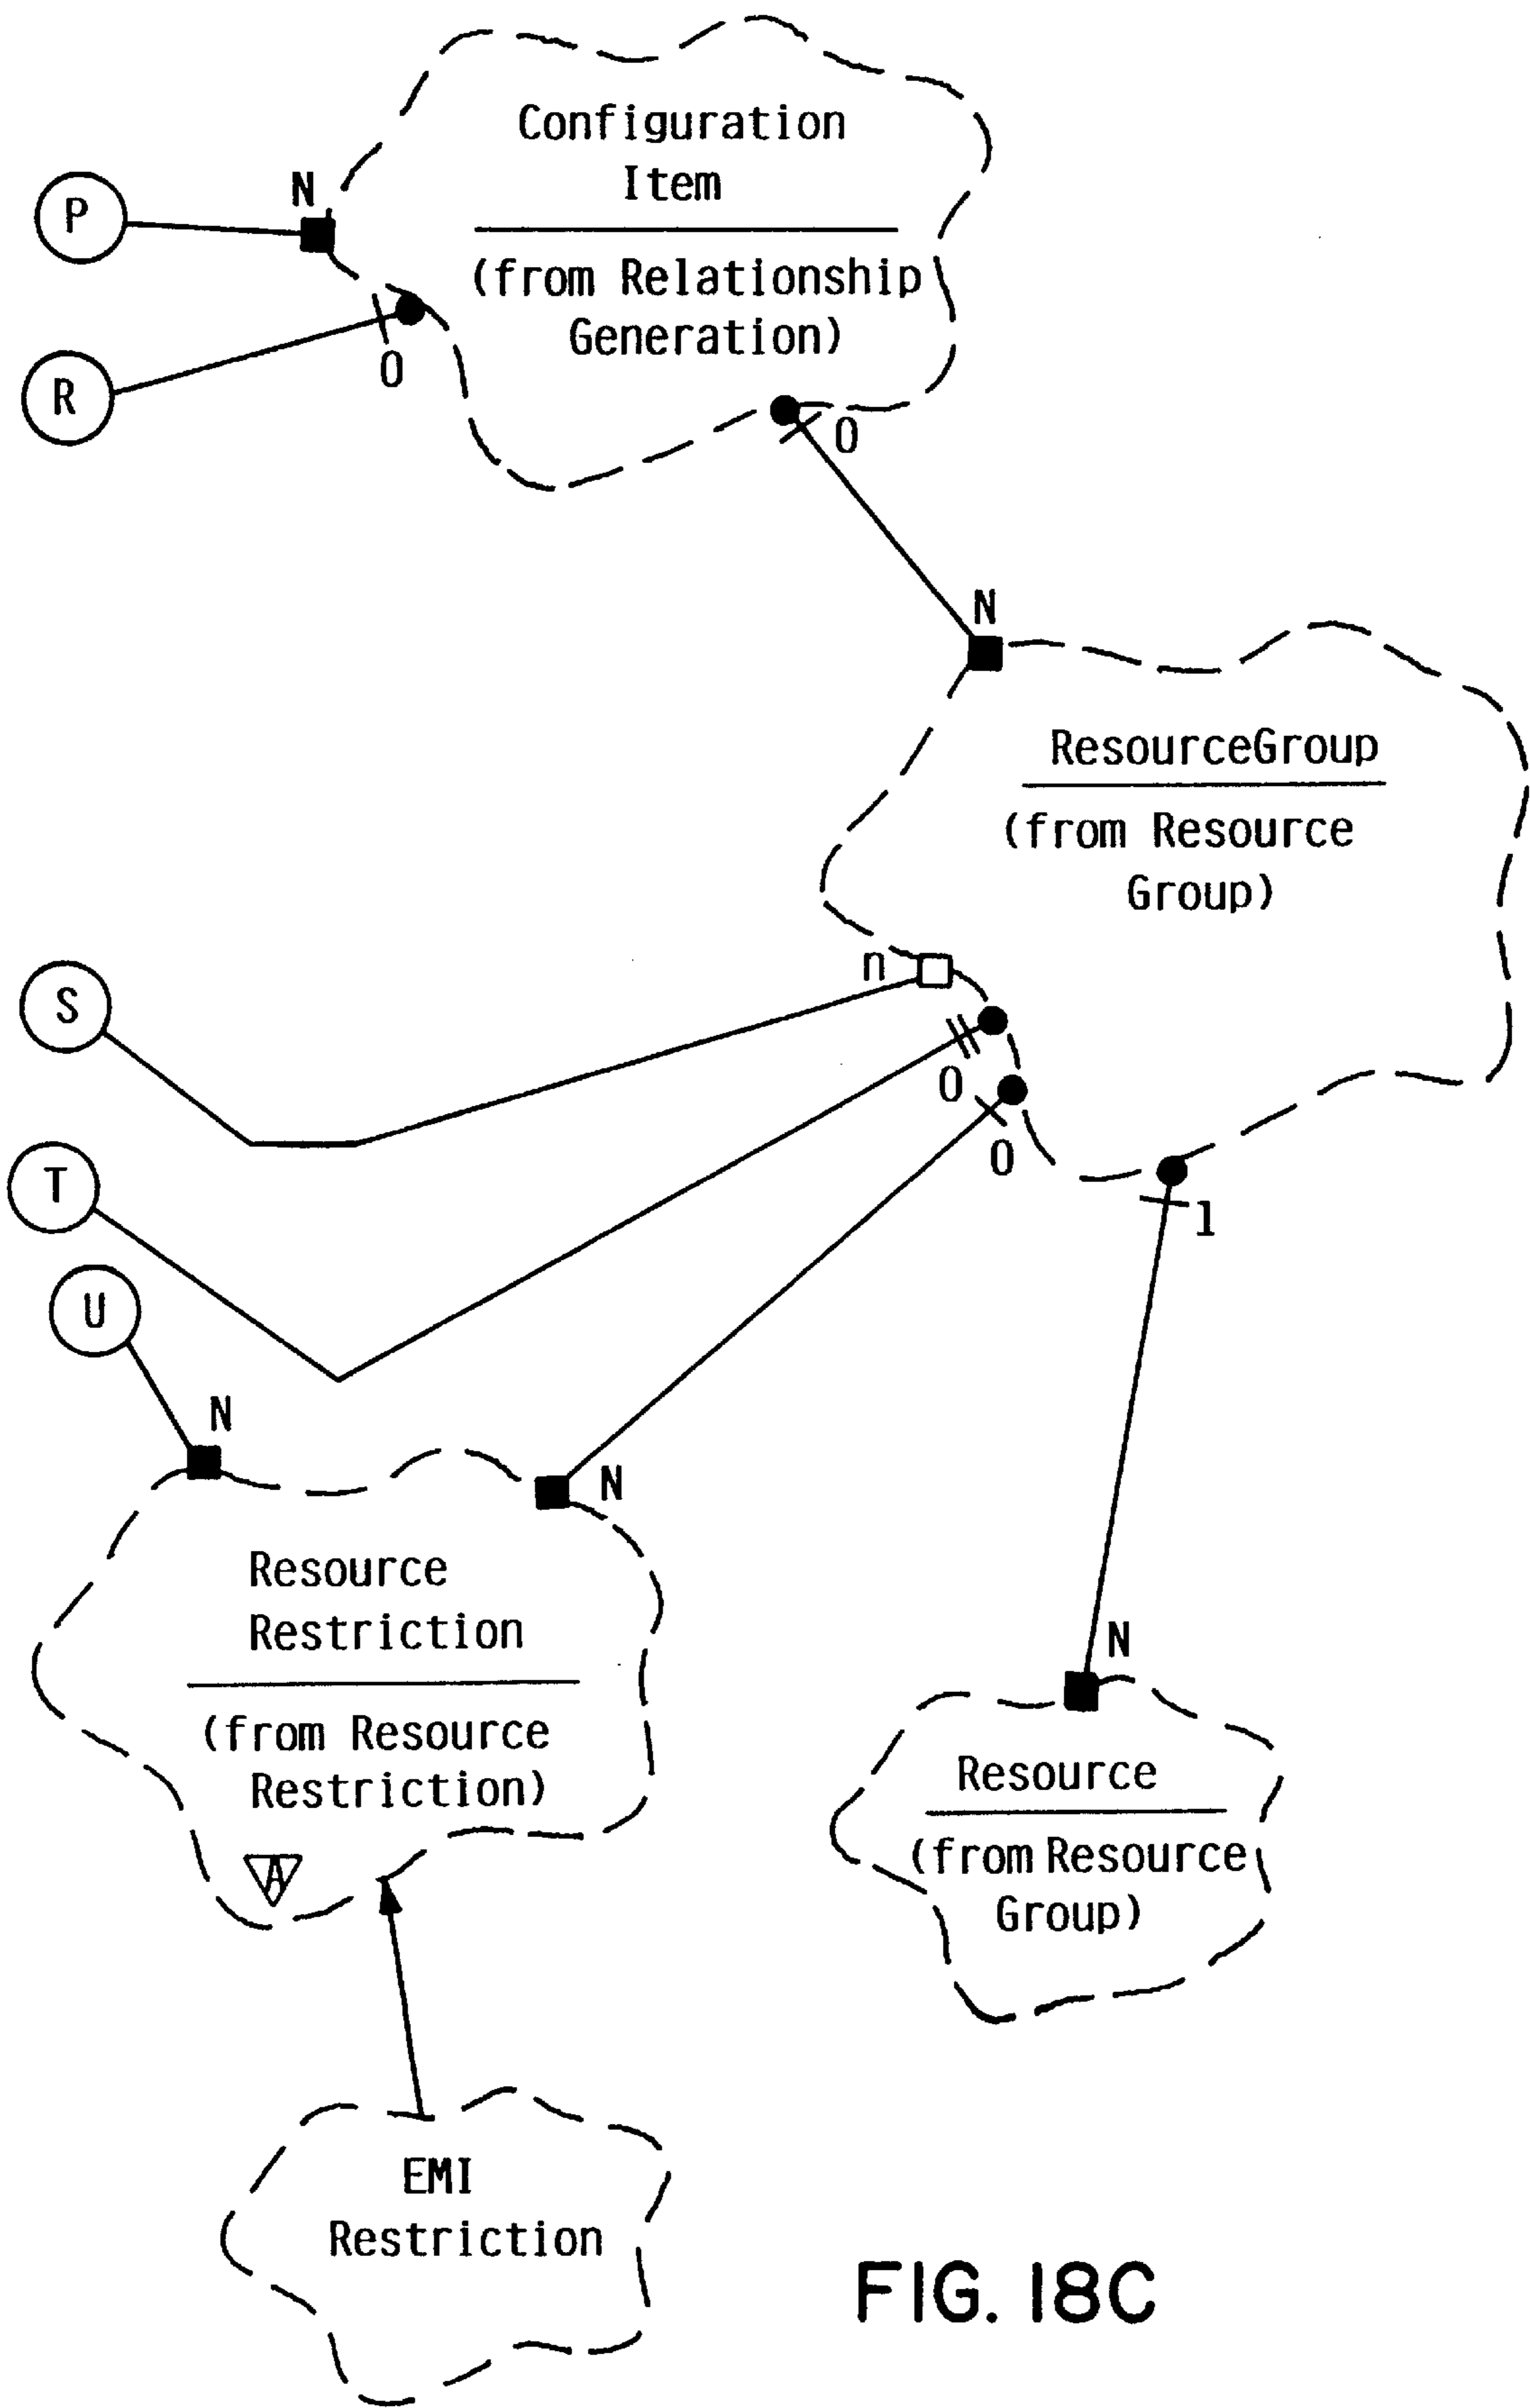 Configuration
Item
(from Relationship
Generation)
P
N
R
0
0
N
ResourceGroup
(from Resource
Group)
n
S
0
0
T
1
U
N
N
Resource
Restriction
(from Resource
Restriction)
A
N
Resource
(from Resource
Group)
EMI
Restriction
FIG. 18C